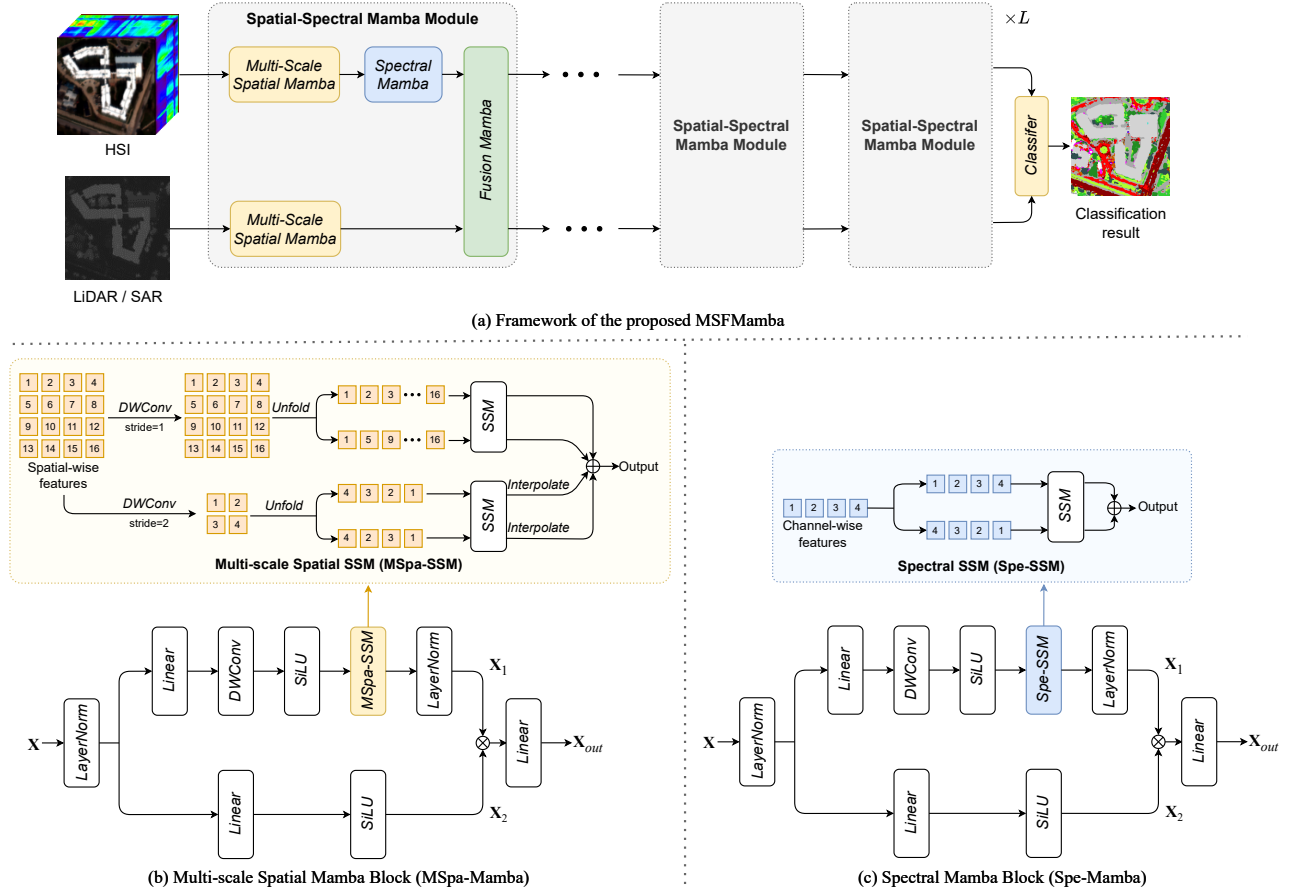 Spatial-Spectral Mamba Module
×L
Multi-Scale
Spatial Mamba
Spectral
Mamba
Fusion Mamba
HSI
Multi-Scale
Spatial Mamba
LiDAR / SAR
Spatial-Spectral
Mamba Module
Spatial-Spectral
Mamba Module
Classifer
Classification
result
(a) Framework of the proposed MSFMamba
1 2 3 4
5 6 7 8
9 10 11 12
13 14 15 16
Spatial-wise
features
DWConv
stride=1
1 2 3 4
5 6 7 8
9 10 11 12
13 14 15 16
Unfold
1 2 3 ••• 16
1 5 9 ••• 16
SSM
DWConv
stride=2
1 2
3 4
Unfold
4 3 2 1
4 2 3 1
SSM
Interpolate
Interpolate
Output
Multi-scale Spatial SSM (MSpa-SSM)
X
LayerNorm
Linear
DWConv
SiLU
MSpa-SSM
LayerNorm
X1
Linear
SiLU
X2
Linear
Xout
(b) Multi-scale Spatial Mamba Block (MSpa-Mamba)
1 2 3 4
Channel-wise
features
1 2 3 4
4 3 2 1
SSM
Output
Spectral SSM (Spe-SSM)
X
LayerNorm
Linear
DWConv
SiLU
Spe-SSM
LayerNorm
X1
Linear
SiLU
X2
Linear
Xout
(c) Spectral Mamba Block (Spe-Mamba)